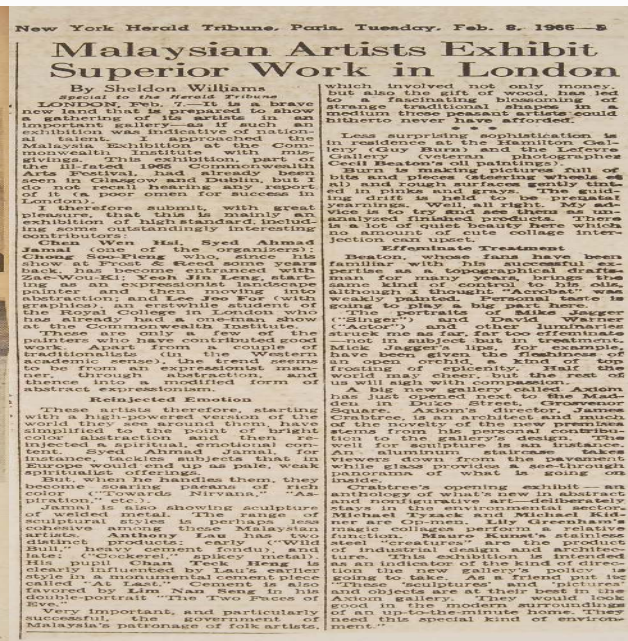 New York Herald Tribune, Paris, Tuesday, Feb. 8, 1966—5
Malaysian Artists Exhibit
Superior Work in London
By Sheldon Williams
Special to the Herald Tribune
LONDON, Feb. 7.—It is a brave
new land that is prepared to show
a gathering of its artists in an
important gallery—as if such an
exhibition was indicative of nation-
al talent. I approached the
Malaysia Exhibition at the Com-
monwealth Institute with mis-
givings. This exhibition, part of
the ill-fated 1965 Commonwealth
Arts Festival, had already been
seen in Glasgow and Dublin, but I
do not recall hearing any report
of it (a poor omen for success in
London).
I therefore submit, with great
pleasure, that this is mainly an
exhibition of high standard, includ-
ing some outstandingly interesting
contributors:
Chen Wen Hsi, Syed Ahmad
Jamal (one of the organisers);
Cheong Soo-Pieng who, since his
show at Frost & Reed some years
back, has become entranced with
Zao-Wou-Ki; Yeoh Jin Leng, start-
ing as an expressionist landscape
painter and then moving into
abstraction; and Lee Joo For (with
graphics), an erstwhile student of
the Royal College in London who
has already had a one-man show
at the Commonwealth Institute.
These are only a few of the
painters who have contributed good
work. Apart from a couple of
traditionalists (in the Western
academic sense), the trend seems
to be from an expressionist man-
ner, through abstraction, and
thence into a modified form of
abstract expressionism.
Reinjected Emotion
These artists therefore, starting
with a high-powered version of the
world they see around them, have
simplified to the point of bright
color abstraction and then re-
injected a spiritual, emotional con-
tent. Syed Ahmad Jamal, for
instance, tackles subjects that in
Europe would end up as pale, weak
spiritualist offerings.
But, when he handles them, they
become soaring paeans of rich
color ("Towards Nirvana," "As-
piration," etc.).
Jamal is also showing sculpture
of welded metal. The range of
sculptural styles is perhaps less
cohesive among these Malaysian
artists. Anthony Lau has two
distinct products: early ("Wild
Bull," heavy cement fondu), and
late: ("Cockerel," spikey metal).
His pupil Chan Teck Heng is
clearly influenced by Lau's earlier
style in a monumental cement piece
called "At Last." Cement is also
favored by Lim Nan Seng in his
double-portrait "The Two Faces of
Eve."
Very important, and particularly
successful, the government of
Malaysia's patronage of folk artists,
which involved not only money,
but also the gift of wood, has led
to a fascinating blossoming of
strange traditional shapes in a
medium these peasant artists could
hitherto never have afforded.
* * *
Less surprising sophistication is
in residence at the Hamilton Gal-
lery (Guy Burn) and the Lefevre
Gallery (veteran photographer
Cecil Beaton's oil paintings).
Burn is making pictures full of
bits and pieces (steering wheels et
al) and rough surfaces gently tint-
ed in pinks and grays. The guid-
ing drift is held to be prenatal
yearnings. Well, all right. My ad-
vice is to try and see them as un-
analyzed finished products. There
is a lot of quiet beauty here which
no amount of cute collage inter-
jection can upset.
Effeminate Treatment
Beaton, whose fans have been
familiar with his successful ex-
pertise as a topographical drafts-
man for many years, brings the
same kind of control to his oils,
although I thought "Acrobat" was
weakly painted. Personal taste is
going to play a big part here.
The portraits of Mike Jagger
("Singer") and David Warner
("Actor") and other luminaries
struck me as far, far too effeminate
—not in subject but in treatment.
Mick Jagger's lips, for example,
have been given the fleshiness of
an open orchid, a kind of top
frosting of epicenity. Half the
world may cheer, but the rest of
us will sigh with compassion.
A big new gallery called Axiom
has just opened next to the Mad-
den in Duke Street, Grosvenor
Square. Axiom's director, James
Crabtree, is an architect and much
of the novelty of the new premises
stems from his personal contribu-
tion to the gallery's design. The
well for sculpture is an instance.
An aluminum staircase takes
viewers down from the pavement
while glass provides a see-through
panorama of what is going on
inside.
Crabtree's opening exhibit—an
anthology of what's new in abstract
and nonfigurative art—deliberately
stays in the environmental sector.
Michael Tyzack and Michael Kid-
ner are Op-men. Lily Greenham's
magic collages perform a relative
function. Mauro Kunst's stainless
steel "creatures" are the product
of industrial design and architec-
ture. This exhibition is intended
as an indicator of the kind of direc-
tion the new gallery's policy is
going to take. As a friend put it:
"These 'sculptures' and 'pictures'
and objects are at their best in the
Axiom gallery. They would look
good in the modern surroundings
of an up-to-the-minute home. They
need this special kind of environ-
ment."